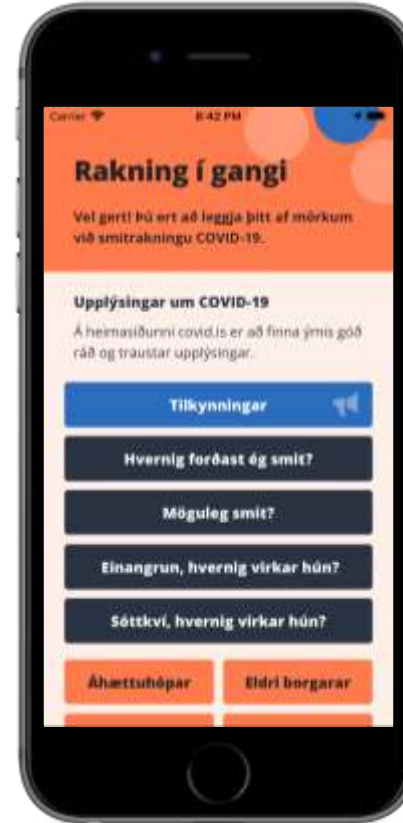 Carrier 8:42 PM
Rakning í gangi
Vel gert! Þú ert að leggja þitt af mörkum
við smitrakningu COVID-19.
Upplýsingar um COVID-19
Á heimasíðunni covid.is er að finna ýmis góð
ráð og traustar upplýsingar.
Tilkynningar
Hvernig forðast ég smit?
Möguleg smit?
Einangrun, hvernig virkar hún?
Sóttkví, hvernig virkar hún?
Áhættuhópar Eldri borgarar